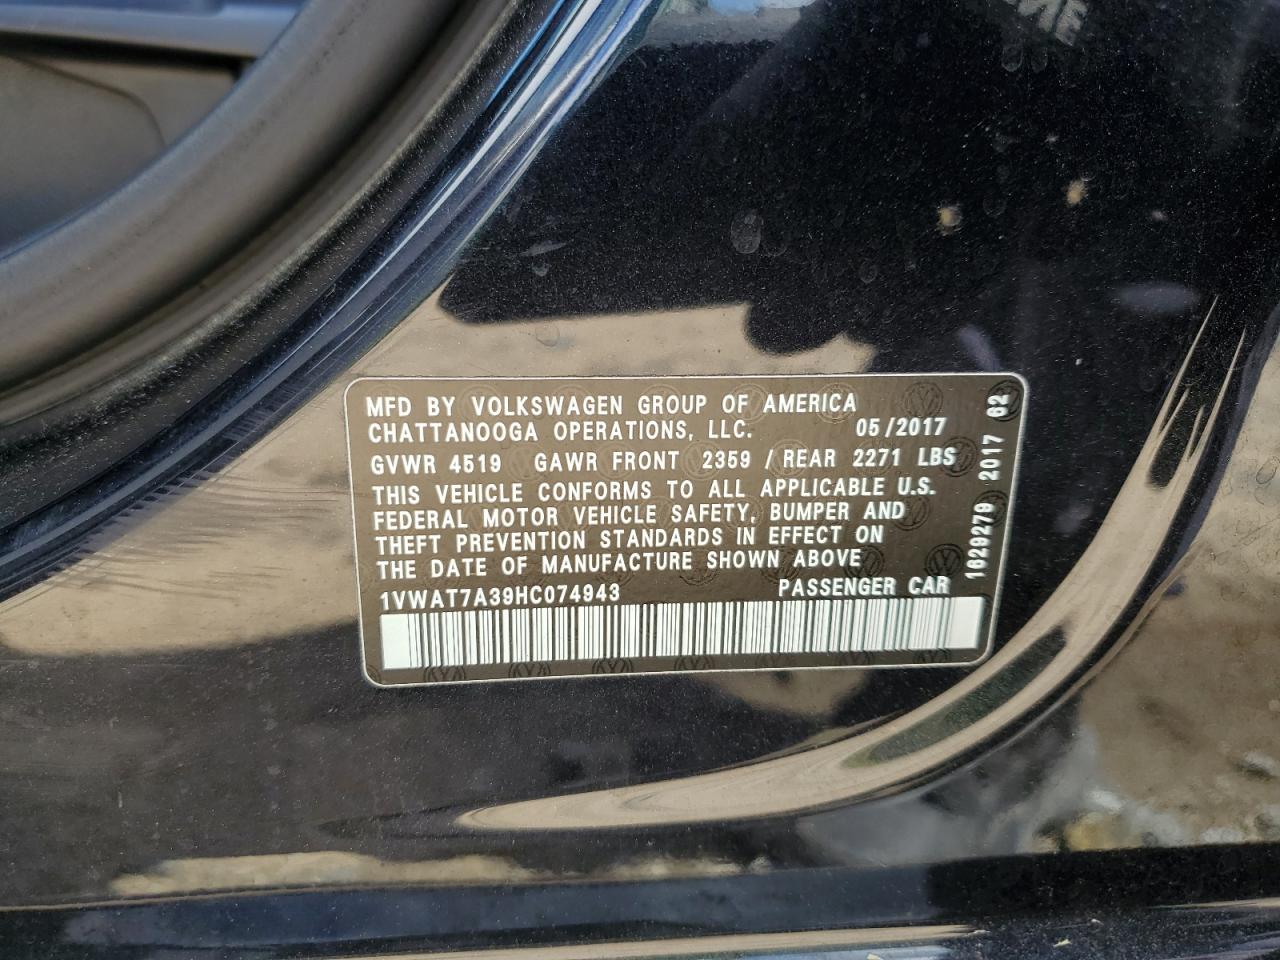 MFD BY VOLKSWAGEN GROUP OF AMERICA
CHATTANOOGA OPERATIONS, LLC. 05/2017
GVWR 4519 GAWR FRONT 2359 / REAR 2271 LBS
THIS VEHICLE CONFORMS TO ALL APPLICABLE U.S.
FEDERAL MOTOR VEHICLE SAFETY, BUMPER AND
THEFT PREVENTION STANDARDS IN EFFECT ON
THE DATE OF MANUFACTURE SHOWN ABOVE
1VWAT7A39HC074943 PASSENGER CAR
1629279 2017 62